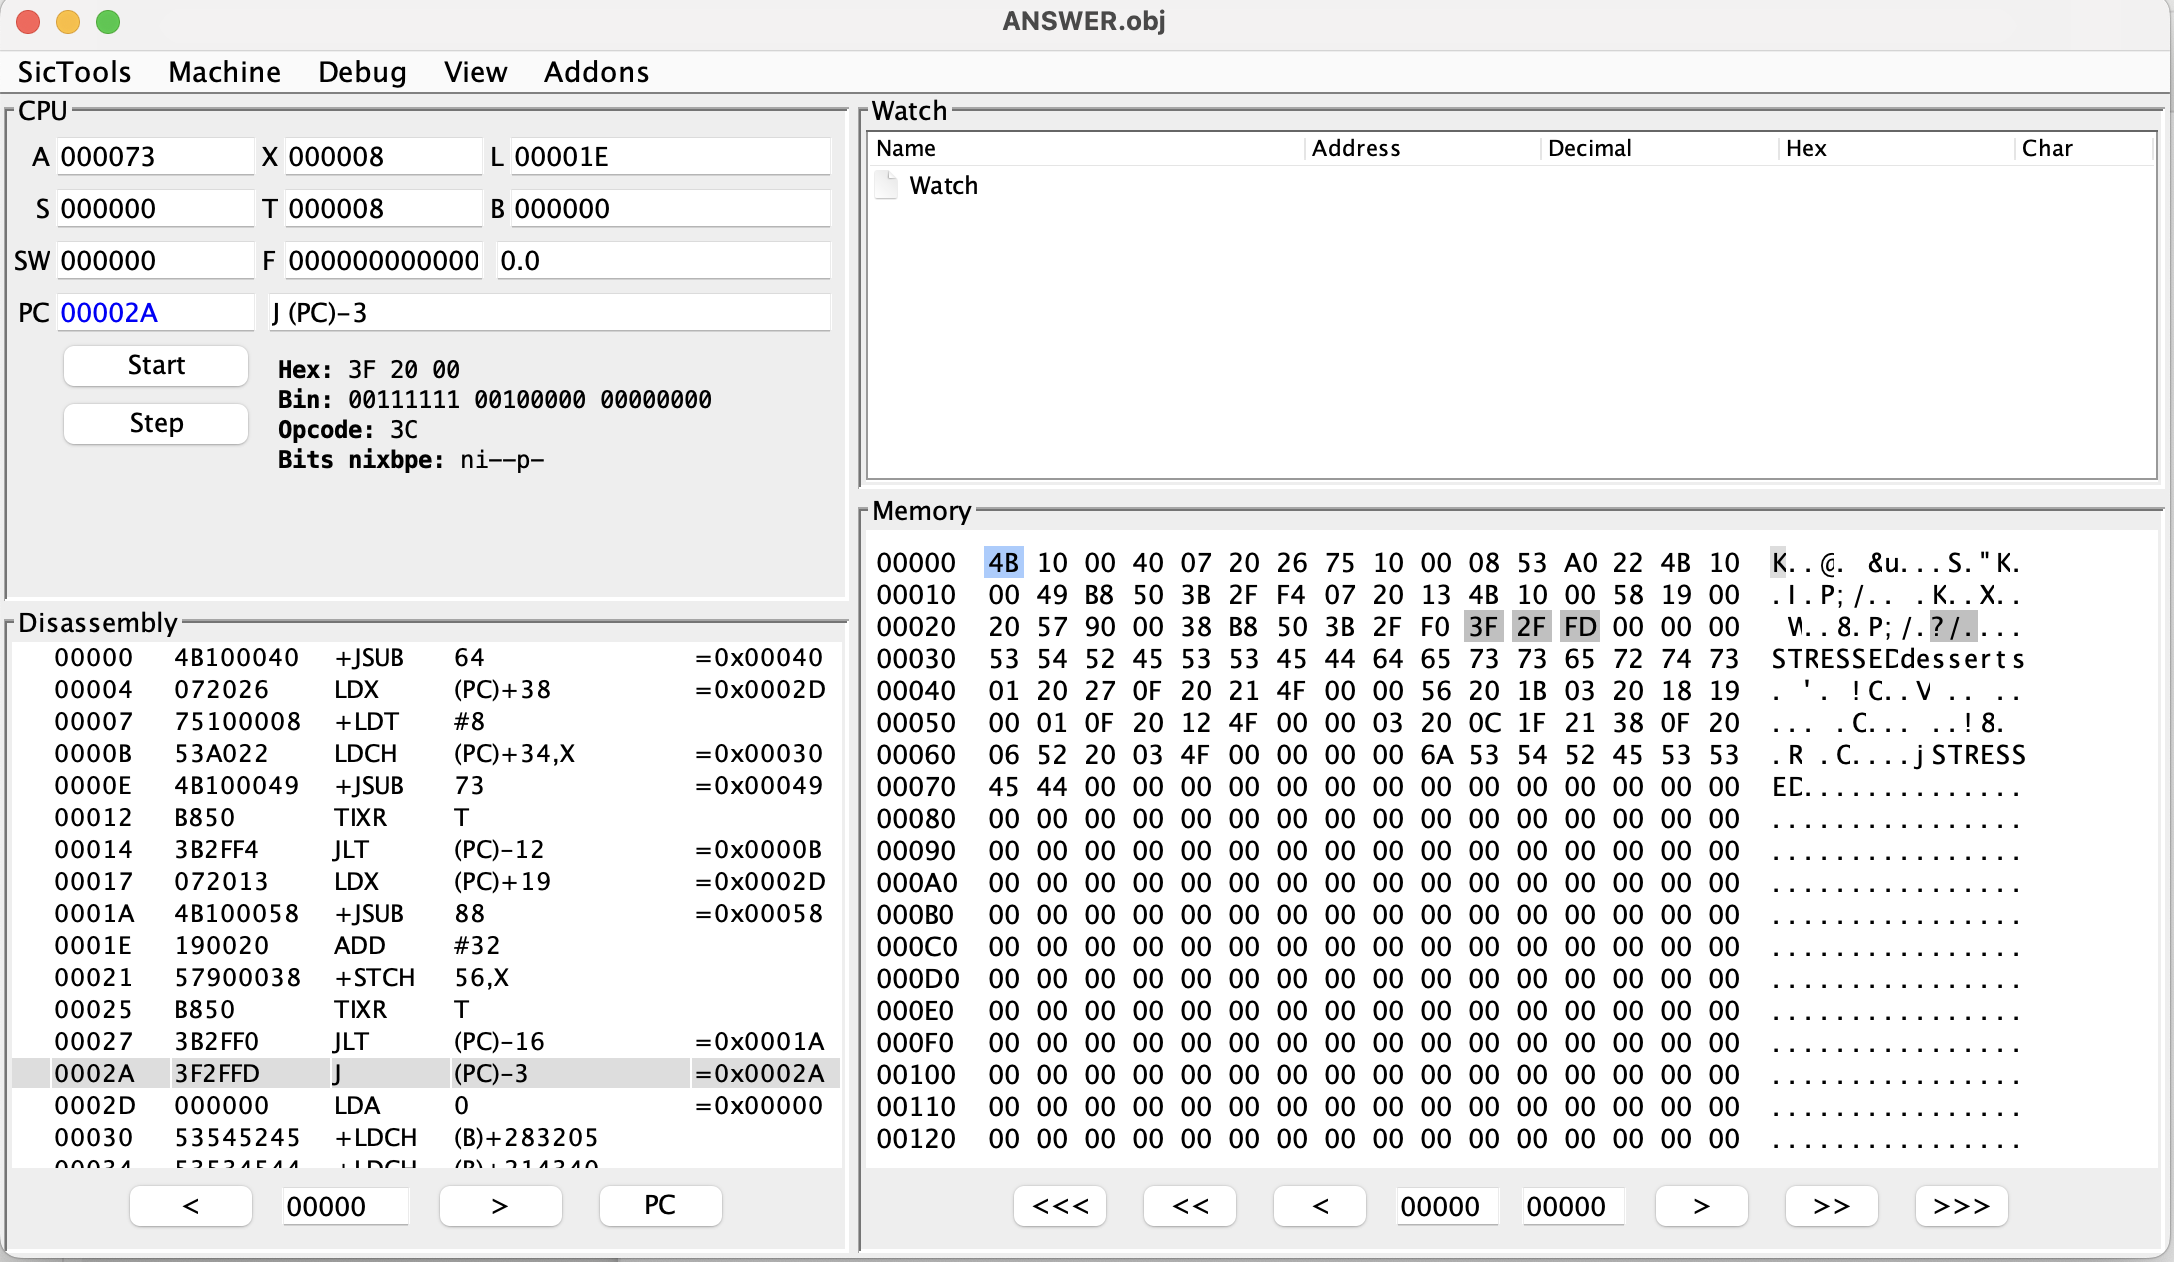 ANSWER.obj
SicTools Machine Debug View Addons
CPU
A 000073 X 000008 L 00001E
S 000000 T 000008 B 000000
SW 000000 F 000000000000 0.0
PC 00002A J (PC)-3
Start
Step
Hex: 3F 20 00
Bin: 00111111 00100000 00000000
Opcode: 3C
Bits nixbpe: ni--p-
Disassembly
00000 4B100040 +JSUB 64 =0x00040
00004 072026 LDX (PC)+38 =0x0002D
00007 75100008 +LDT #8
0000B 53A022 LDCH (PC)+34,X =0x00030
0000E 4B100049 +JSUB 73 =0x00049
00012 B850 TIXR T
00014 3B2FF4 JLT (PC)-12 =0x0000B
00017 072013 LDX (PC)+19 =0x0002D
0001A 4B100058 +JSUB 88 =0x00058
0001E 190020 ADD #32
00021 57900038 +STCH 56,X
00025 B850 TIXR T
00027 3B2FF0 JLT (PC)-16 =0x0001A
0002A 3F2FFD J (PC)-3 =0x0002A
0002D 000000 LDA 0 =0x00000
00030 53545245 +LDCH (B)+283205
00034 53534544 +LDCH (B)+214340
< 00000 > PC
Watch
Name Address Decimal Hex Char
Watch
Memory
00000 4B 10 00 40 07 20 26 75 10 00 08 53 A0 22 4B 10 K..@. &u...S."K.
00010 00 49 B8 50 3B 2F F4 07 20 13 4B 10 00 58 19 00 .I.P;/.. .K..X..
00020 20 57 90 00 38 B8 50 3B 2F F0 3F 2F FD 00 00 00  W..8.P;/.?/....
00030 53 54 52 45 53 53 45 44 64 65 73 73 65 72 74 73 STRESSEDdesserts
00040 01 20 27 0F 20 21 4F 00 00 56 20 1B 03 20 18 19 . '. !C..V .. ..
00050 00 01 0F 20 12 4F 00 00 03 20 0C 1F 21 38 0F 20 ... .C... ..!8.
00060 06 52 20 03 4F 00 00 00 00 6A 53 54 52 45 53 53 .R .C....jSTRESS
00070 45 44 00 00 00 00 00 00 00 00 00 00 00 00 00 00 ED..............
00080 00 00 00 00 00 00 00 00 00 00 00 00 00 00 00 00 ................
00090 00 00 00 00 00 00 00 00 00 00 00 00 00 00 00 00 ................
000A0 00 00 00 00 00 00 00 00 00 00 00 00 00 00 00 00 ................
000B0 00 00 00 00 00 00 00 00 00 00 00 00 00 00 00 00 ................
000C0 00 00 00 00 00 00 00 00 00 00 00 00 00 00 00 00 ................
000D0 00 00 00 00 00 00 00 00 00 00 00 00 00 00 00 00 ................
000E0 00 00 00 00 00 00 00 00 00 00 00 00 00 00 00 00 ................
000F0 00 00 00 00 00 00 00 00 00 00 00 00 00 00 00 00 ................
00100 00 00 00 00 00 00 00 00 00 00 00 00 00 00 00 00 ................
00110 00 00 00 00 00 00 00 00 00 00 00 00 00 00 00 00 ................
00120 00 00 00 00 00 00 00 00 00 00 00 00 00 00 00 00 ................
<<< << < 00000 00000 > >> >>>